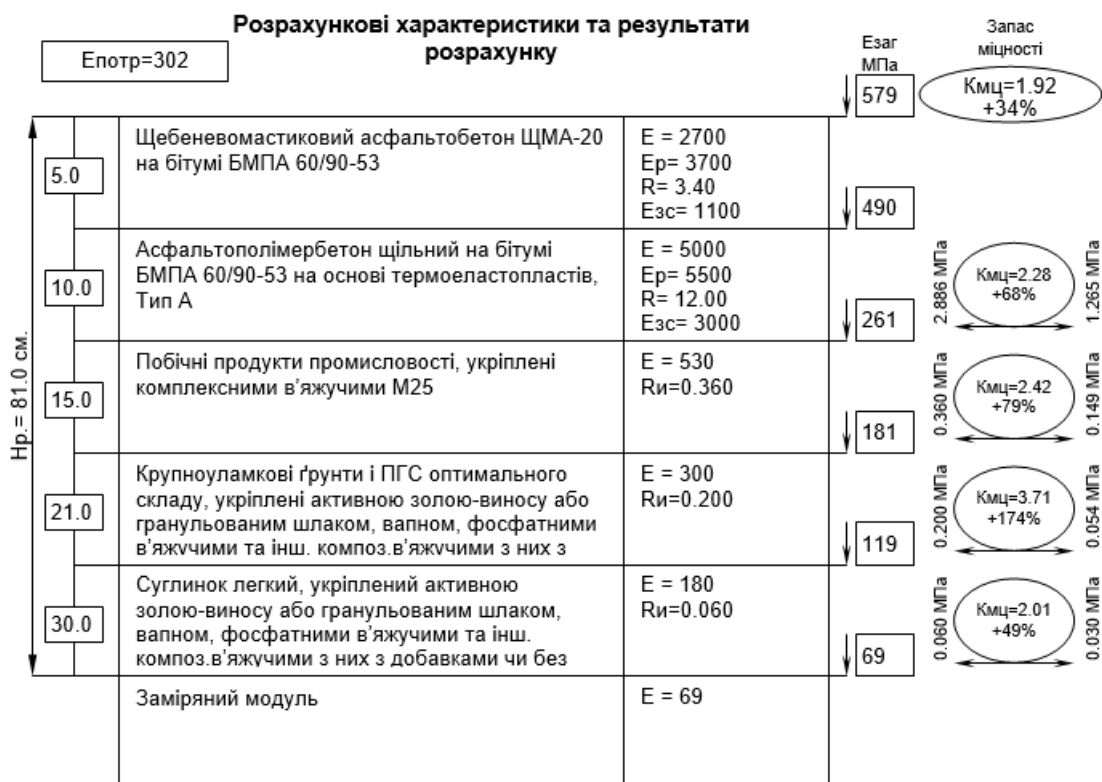 Розрахункові характеристики та результати
розрахунку
Епотр=302
Езаг
МПа
Запас
міцності
579
Кмц=1.92
+34%
Нр.= 81.0 см.
5.0
Щебеневомастиковий асфальтобетон ЩМА-20
на бітумі БМПА 60/90-53
E = 2700
Ер= 3700
R= 3.40
Езс= 1100
490
10.0
Асфальтополімербетон щільний на бітумі
БМПА 60/90-53 на основі термоеластопластів,
Тип А
E = 5000
Ер= 5500
R= 12.00
Езс= 3000
261
2.886 МПа
Кмц=2.28
+68%
1.265 МПа
15.0
Побічні продукти промисловості, укріплені
комплексними в’яжучими М25
E = 530
Rи=0.360
181
0.360 МПа
Кмц=2.42
+79%
0.149 МПа
21.0
Крупноуламкові ґрунти і ПГС оптимального
складу, укріплені активною золою-виносу або
гранульованим шлаком, вапном, фосфатними
в’яжучими та інш. композ.в’яжучими з них з
E = 300
Rи=0.200
119
0.200 МПа
Кмц=3.71
+174%
0.054 МПа
30.0
Суглинок легкий, укріплений активною
золою-виносу або гранульованим шлаком,
вапном, фосфатними в’яжучими та інш.
композ.в’яжучими з них з добавками чи без
E = 180
Rи=0.060
69
0.060 МПа
Кмц=2.01
+49%
0.030 МПа
Заміряний модуль
E = 69